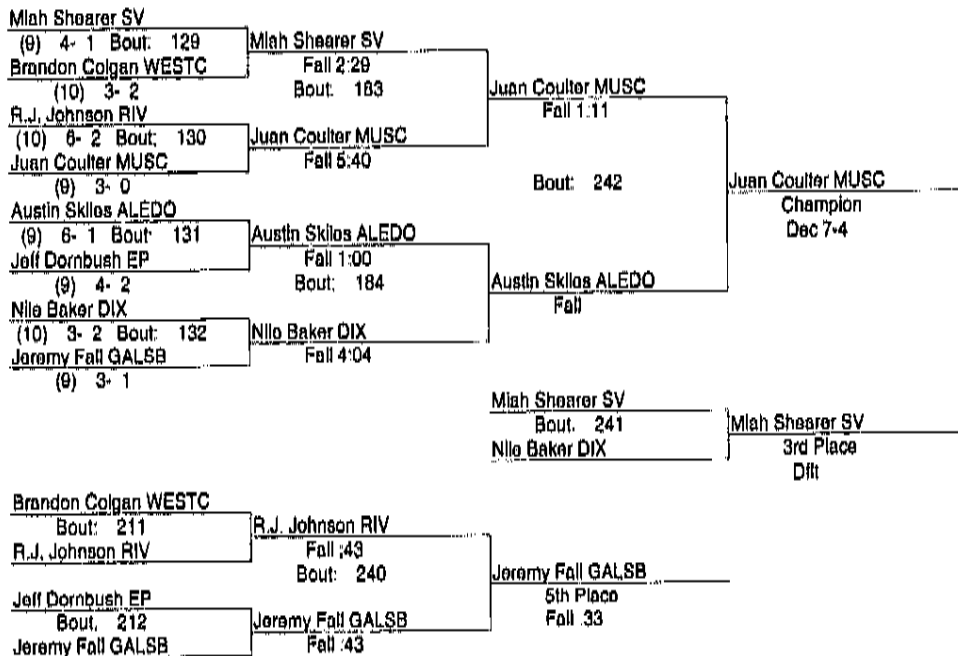 Miah Shearer SV
(9) 4- 1 Bout: 129
Brandon Colgan WESTC
(10) 3- 2
R.J. Johnson RIV
(10) 6- 2 Bout: 130
Juan Coulter MUSC
(9) 3- 0
Austin Skiles ALEDO
(9) 6- 1 Bout: 131
Jeff Dornbush EP
(9) 4- 2
Nile Baker DIX
(10) 3- 2 Bout: 132
Jeremy Fall GALSB
(9) 3- 1
Miah Shearer SV
Fall 2:29
Bout: 183
Juan Coulter MUSC
Fall 5:40
Austin Skiles ALEDO
Fall 1:00
Bout: 184
Nile Baker DIX
Fall 4:04
Juan Coulter MUSC
Fall 1:11
Bout: 242
Austin Skiles ALEDO
Fall
Juan Coulter MUSC
Champion
Dec 7-4
Miah Shearer SV
Bout: 241
Nile Baker DIX
Miah Shearer SV
3rd Place
Dflt
Brandon Colgan WESTC
Bout: 211
R.J. Johnson RIV
Jeff Dornbush EP
Bout: 212
Jeremy Fall GALSB
R.J. Johnson RIV
Fall :43
Bout: 240
Jeremy Fall GALSB
Fall :43
Jeremy Fall GALSB
5th Place
Fall :33